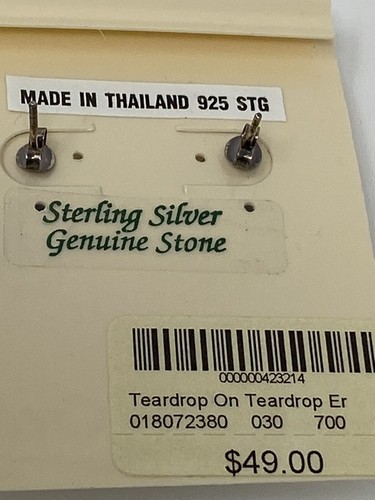 MADE IN THAILAND 925 STG
Sterling Silver
Genuine Stone
000000423214
Teardrop On Teardrop Er
018072380 030 700
$49.00